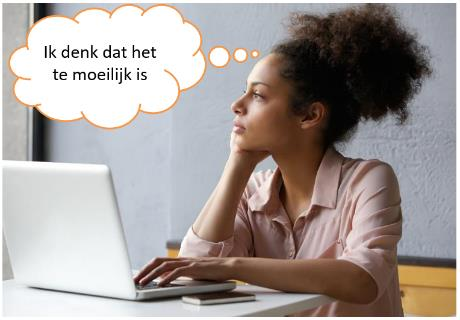 Ik denk dat het
te moeilijk is